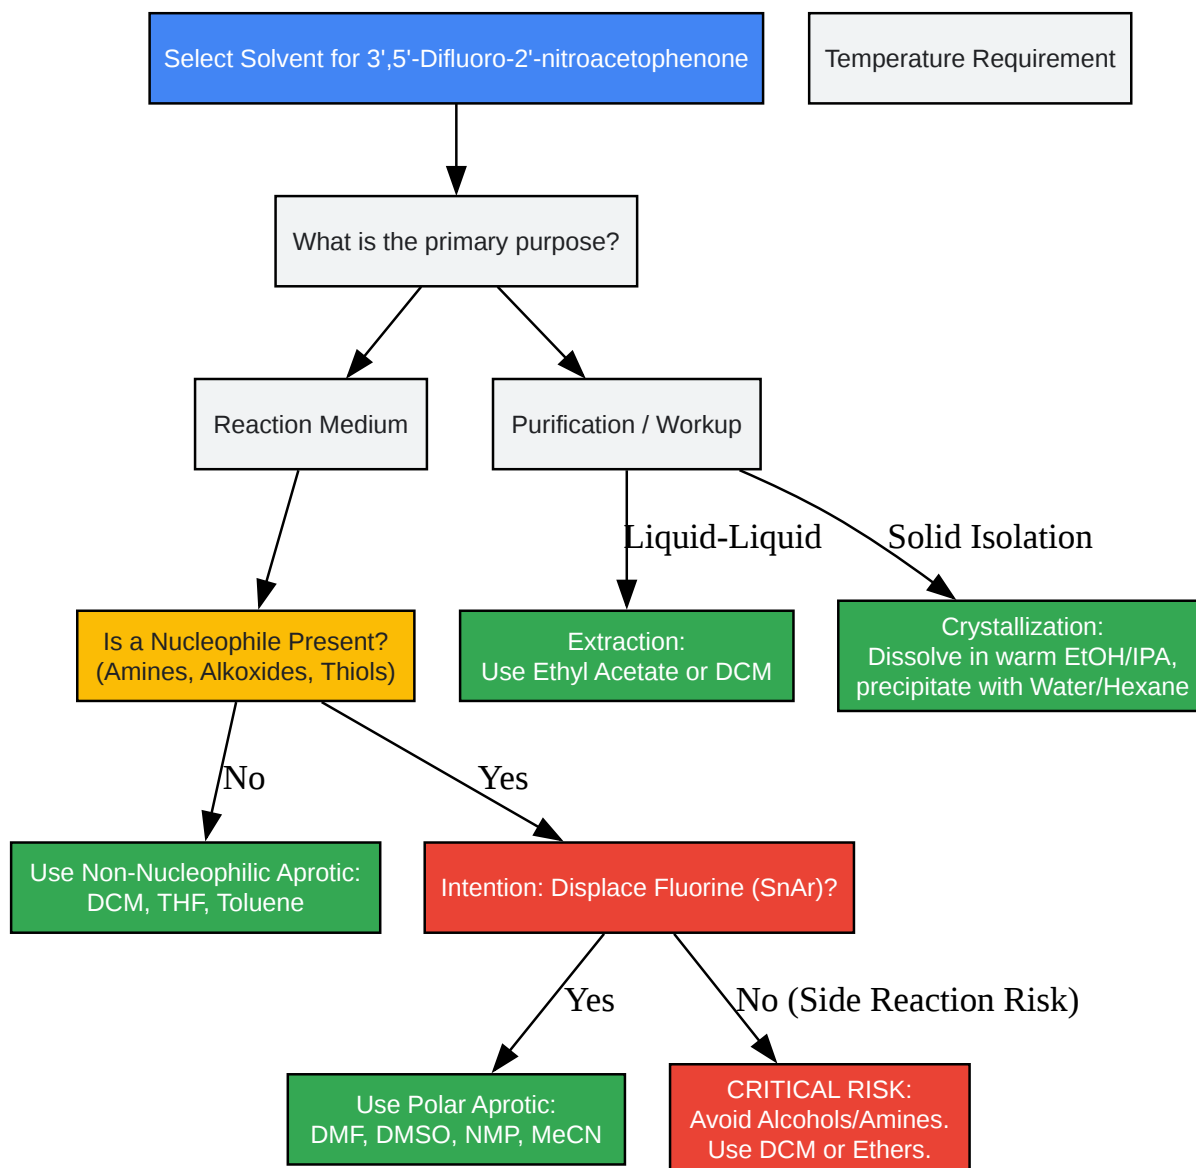 Select Solvent for 3',5'-Difluoro-2'-nitroacetophenone
Temperature Requirement
What is the primary purpose?
Reaction Medium
Purification / Workup
Liquid-Liquid
Solid Isolation
Is a Nucleophile Present?
(Amines, Alkoxides, Thiols)
Extraction:
Use Ethyl Acetate or DCM
Crystallization:
Dissolve in warm EtOH/IPA,
precipitate with Water/Hexane
No
Yes
Use Non-Nucleophilic Aprotic:
DCM, THF, Toluene
Intention: Displace Fluorine (SnAr)?
Yes
No (Side Reaction Risk)
Use Polar Aprotic:
DMF, DMSO, NMP, MeCN
CRITICAL RISK:
Avoid Alcohols/Amines.
Use DCM or Ethers.